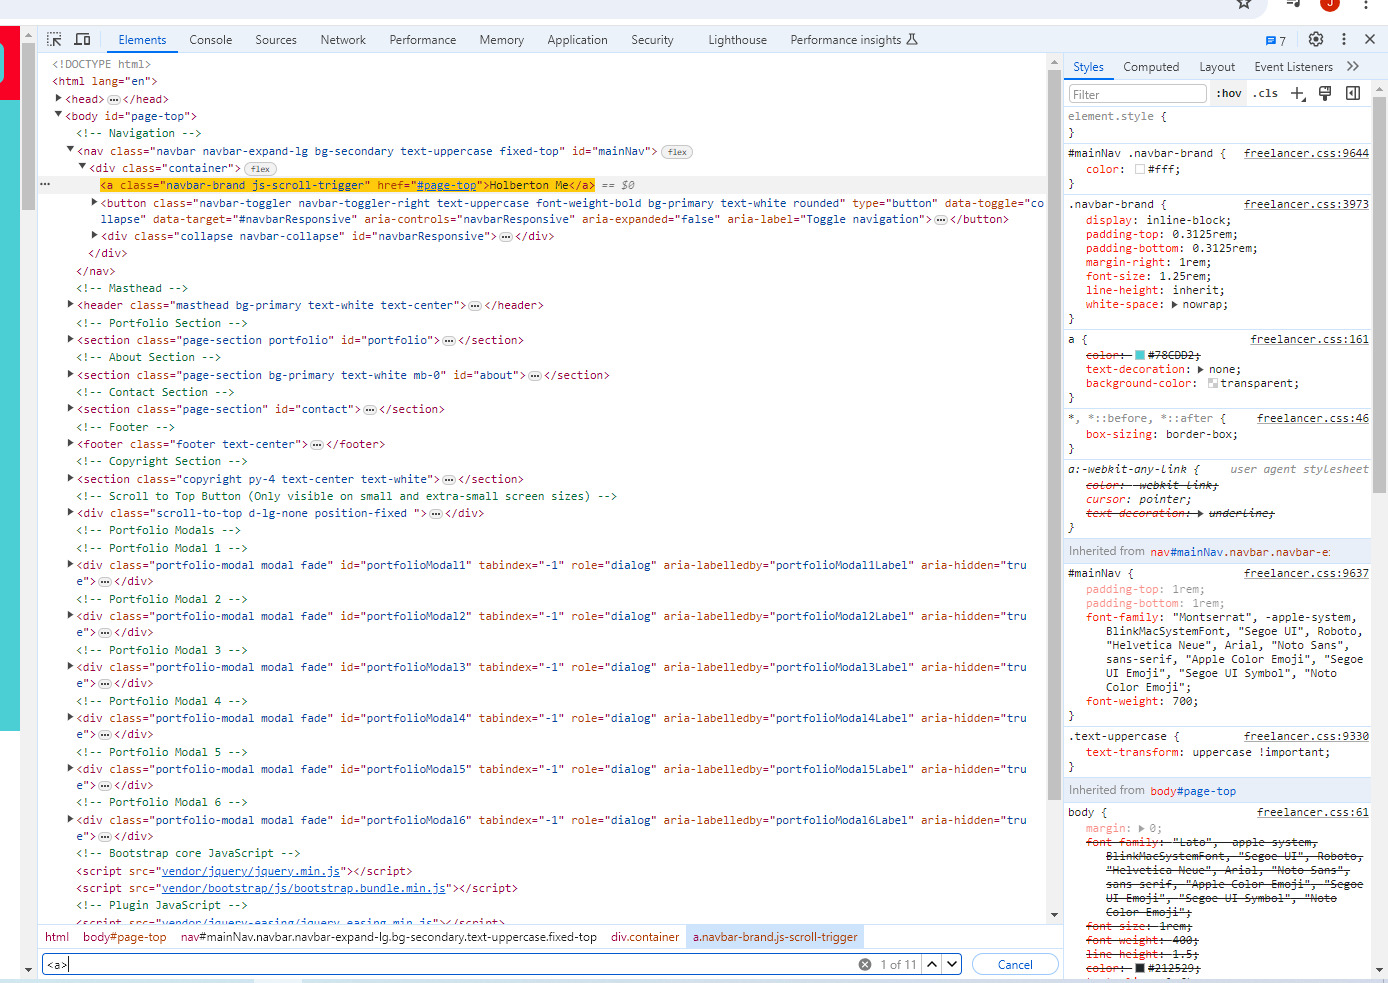 J
Elements Console Sources Network Performance Memory Application Security Lighthouse Performance insights 7
<!DOCTYPE html>
<html lang="en">
<head> ••• </head>
<body id="page-top">
<!-- Navigation -->
<nav class="navbar navbar-expand-lg bg-secondary text-uppercase fixed-top" id="mainNav"> flex
<div class="container"> flex
••• <a class="navbar-brand js-scroll-trigger" href="#page-top">Holberton Me</a> == $0
<button class="navbar-toggler navbar-toggler-right text-uppercase font-weight-bold bg-primary text-white rounded" type="button" data-toggle="co
llapse" data-target="#navbarResponsive" aria-controls="navbarResponsive" aria-expanded="false" aria-label="Toggle navigation"> ••• </button>
<div class="collapse navbar-collapse" id="navbarResponsive"> ••• </div>
</div>
</nav>
<!-- Masthead -->
<header class="masthead bg-primary text-white text-center"> ••• </header>
<!-- Portfolio Section -->
<section class="page-section portfolio" id="portfolio"> ••• </section>
<!-- About Section -->
<section class="page-section bg-primary text-white mb-0" id="about"> ••• </section>
<!-- Contact Section -->
<section class="page-section" id="contact"> ••• </section>
<!-- Footer -->
<footer class="footer text-center"> ••• </footer>
<!-- Copyright Section -->
<section class="copyright py-4 text-center text-white"> ••• </section>
<!-- Scroll to Top Button (Only visible on small and extra-small screen sizes) -->
<div class="scroll-to-top d-lg-none position-fixed "> ••• </div>
<!-- Portfolio Modals -->
<!-- Portfolio Modal 1 -->
<div class="portfolio-modal modal fade" id="portfolioModal1" tabindex="-1" role="dialog" aria-labelledby="portfolioModal1Label" aria-hidden="tru
e"> ••• </div>
<!-- Portfolio Modal 2 -->
<div class="portfolio-modal modal fade" id="portfolioModal2" tabindex="-1" role="dialog" aria-labelledby="portfolioModal2Label" aria-hidden="tru
e"> ••• </div>
<!-- Portfolio Modal 3 -->
<div class="portfolio-modal modal fade" id="portfolioModal3" tabindex="-1" role="dialog" aria-labelledby="portfolioModal3Label" aria-hidden="tru
e"> ••• </div>
<!-- Portfolio Modal 4 -->
<div class="portfolio-modal modal fade" id="portfolioModal4" tabindex="-1" role="dialog" aria-labelledby="portfolioModal4Label" aria-hidden="tru
e"> ••• </div>
<!-- Portfolio Modal 5 -->
<div class="portfolio-modal modal fade" id="portfolioModal5" tabindex="-1" role="dialog" aria-labelledby="portfolioModal5Label" aria-hidden="tru
e"> ••• </div>
<!-- Portfolio Modal 6 -->
<div class="portfolio-modal modal fade" id="portfolioModal6" tabindex="-1" role="dialog" aria-labelledby="portfolioModal6Label" aria-hidden="tru
e"> ••• </div>
<!-- Bootstrap core JavaScript -->
<script src="vendor/jquery/jquery.min.js"></script>
<script src="vendor/bootstrap/js/bootstrap.bundle.min.js"></script>
<!-- Plugin JavaScript -->
<script src="vendor/jquery-easing/jquery.easing.min.js"></script>
html body#page-top nav#mainNav.navbar.navbar-expand-lg.bg-secondary.text-uppercase.fixed-top div.container a.navbar-brand.js-scroll-trigger
<a> 1 of 11 Cancel
Styles Computed Layout Event Listeners
Filter :hov .cls
element.style {
}
#mainNav .navbar-brand { freelancer.css:9644
color: #fff;
}
.navbar-brand { freelancer.css:3973
display: inline-block;
padding-top: 0.3125rem;
padding-bottom: 0.3125rem;
margin-right: 1rem;
font-size: 1.25rem;
line-height: inherit;
white-space: nowrap;
}
a { freelancer.css:161
color: #78CDD2;
text-decoration: none;
background-color: transparent;
}
*, *::before, *::after { freelancer.css:46
box-sizing: border-box;
}
a:-webkit-any-link { user agent stylesheet
color: -webkit-link;
cursor: pointer;
text-decoration: underline;
}
Inherited from nav#mainNav.navbar.navbar-e
#mainNav { freelancer.css:9637
padding-top: 1rem;
padding-bottom: 1rem;
font-family: "Montserrat", -apple-system,
BlinkMacSystemFont, "Segoe UI", Roboto,
"Helvetica Neue", Arial, "Noto Sans",
sans-serif, "Apple Color Emoji", "Segoe
UI Emoji", "Segoe UI Symbol", "Noto
Color Emoji";
font-weight: 700;
}
.text-uppercase { freelancer.css:9330
text-transform: uppercase !important;
}
Inherited from body#page-top
body { freelancer.css:61
margin: 0;
font-family: "Lato", -apple-system,
BlinkMacSystemFont, "Segoe UI", Roboto,
"Helvetica Neue", Arial, "Noto Sans",
sans-serif, "Apple Color Emoji", "Segoe
UI Emoji", "Segoe UI Symbol", "Noto
Color Emoji";
font-size: 1rem;
font-weight: 400;
line-height: 1.5;
color: #212529;